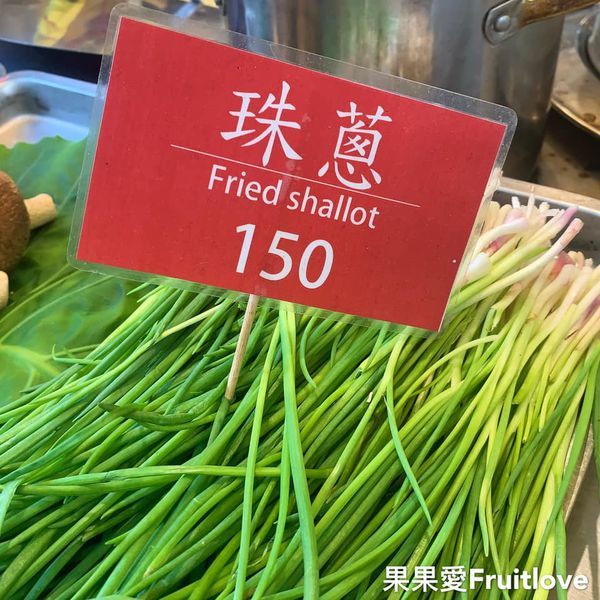 珠蔥
Fried shallot
150
果果愛Fruitlove